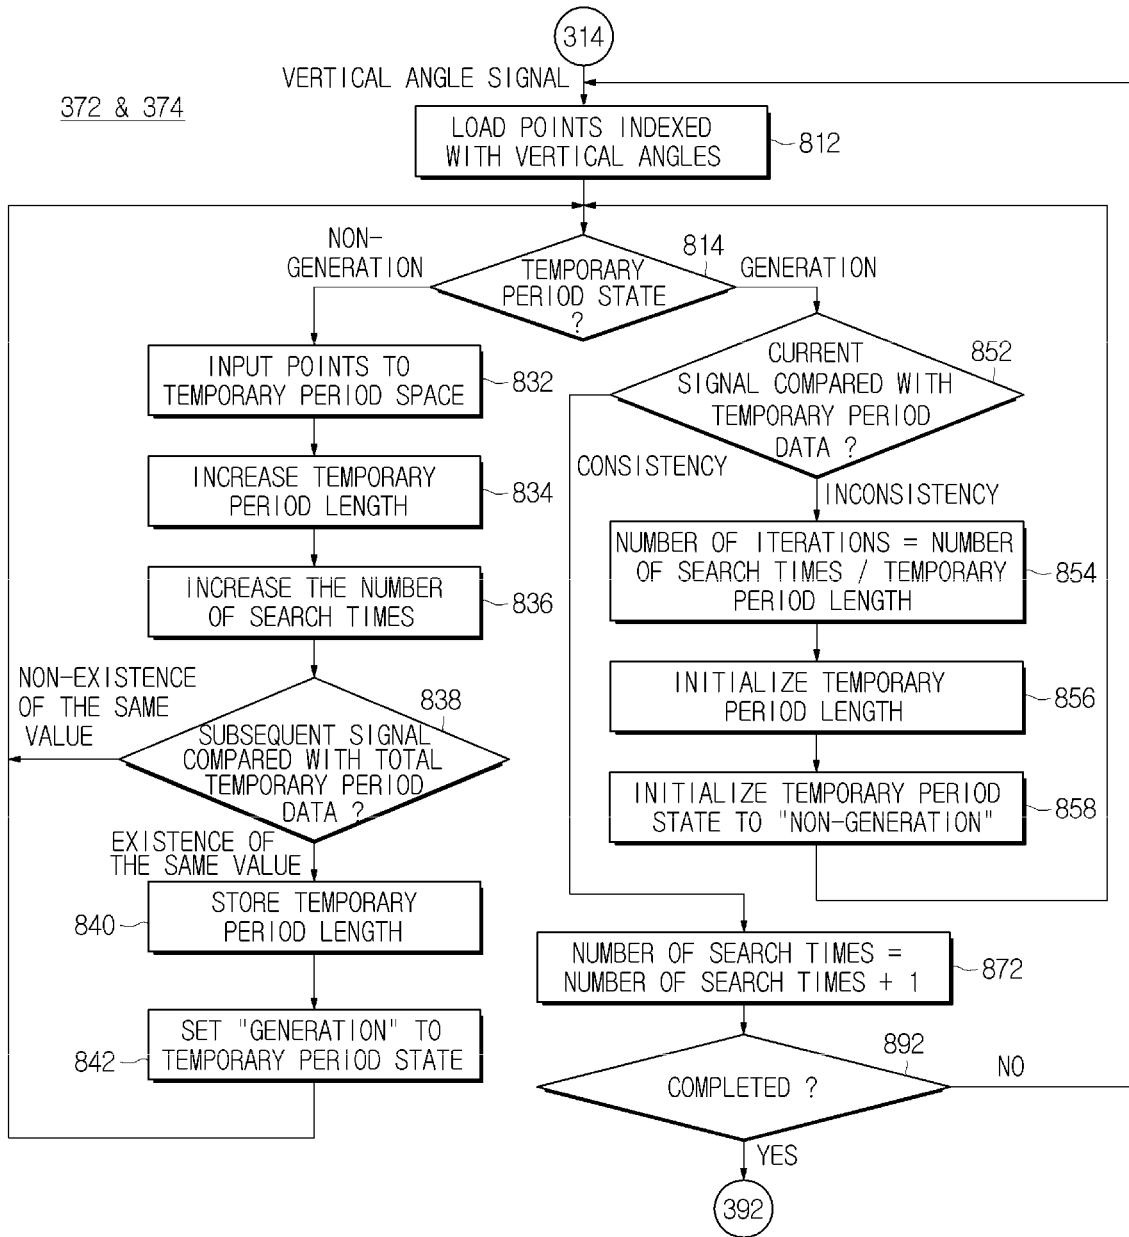 314
VERTICAL ANGLE SIGNAL
372 & 374
LOAD POINTS INDEXED
WITH VERTICAL ANGLES
812
NON-
GENERATION
TEMPORARY
PERIOD STATE
?
814
GENERATION
INPUT POINTS TO
TEMPORARY PERIOD SPACE
832
CURRENT
SIGNAL COMPARED WITH
TEMPORARY PERIOD
DATA ?
852
CONSISTENCY
INCONSISTENCY
INCREASE TEMPORARY
PERIOD LENGTH
834
NUMBER OF ITERATIONS = NUMBER
OF SEARCH TIMES / TEMPORARY
PERIOD LENGTH
854
INCREASE THE NUMBER
OF SEARCH TIMES
836
NON-EXISTENCE
OF THE SAME
VALUE
SUBSEQUENT SIGNAL
COMPARED WITH TOTAL
TEMPORARY PERIOD
DATA ?
838
INITIALIZE TEMPORARY
PERIOD LENGTH
856
INITIALIZE TEMPORARY PERIOD
STATE TO "NON-GENERATION"
858
EXISTENCE OF
THE SAME VALUE
STORE TEMPORARY
PERIOD LENGTH
840
NUMBER OF SEARCH TIMES =
NUMBER OF SEARCH TIMES + 1
872
SET "GENERATION" TO
TEMPORARY PERIOD STATE
842
COMPLETED ?
892
NO
YES
392